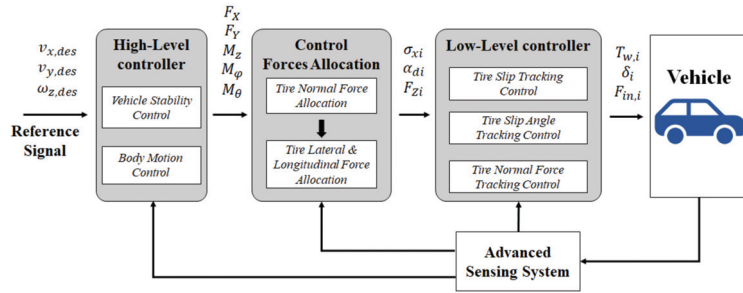 v_{x,des}
v_{y,des}
ω_{z,des}
Reference
Signal
High-Level
controller
Vehicle Stability
Control
Body Motion
Control
F_X
F_Y
M_z
M_φ
M_θ
Control
Forces Allocation
Tire Normal Force
Allocation
Tire Lateral &
Longitudinal Force
Allocation
σ_{xi}
α_{di}
F_{Zi}
Low-Level controller
Tire Slip Tracking
Control
Tire Slip Angle
Tracking Control
Tire Normal Force
Tracking Control
T_{w,i}
δ_i
F_{in,i}
Vehicle
Advanced
Sensing System